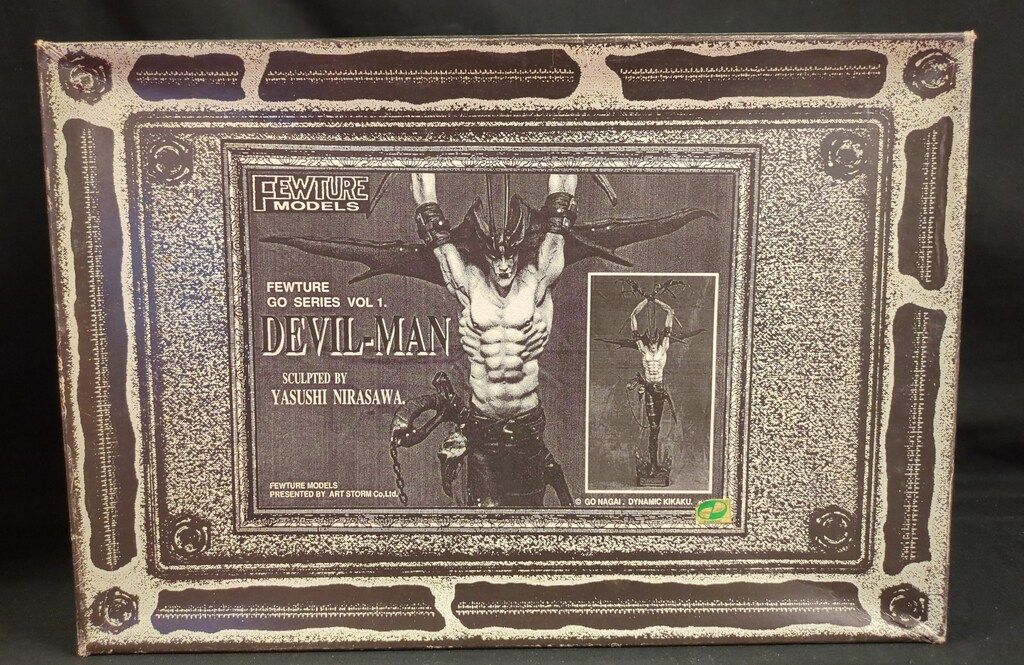 FEWTURE
MODELS
FEWTURE
GO SERIES VOL 1.
DEVIL-MAN
SCULPTED BY
YASUSHI NIRASAWA.
FEWTURE MODELS
PRESENTED BY ART STORM Co,Ltd.
© GO NAGAI . DYNAMIC KIKAKU.